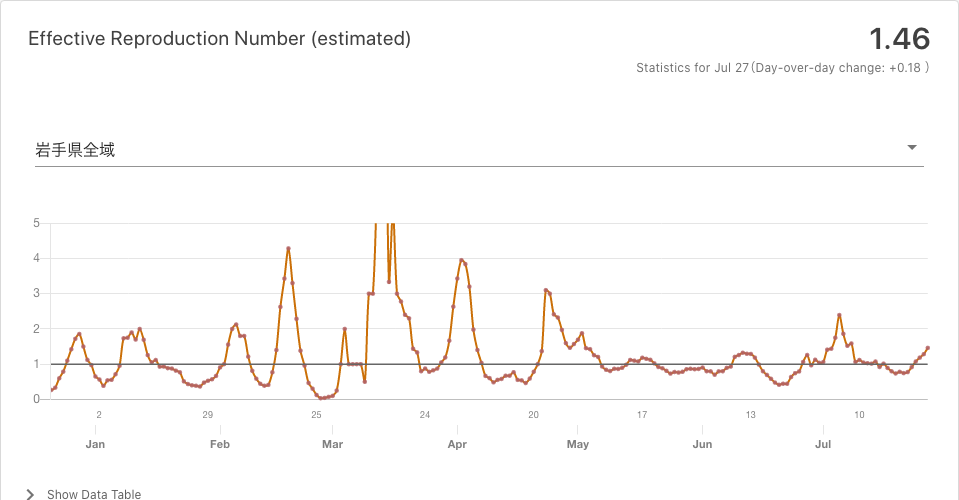 Effective Reproduction Number (estimated)
1.46
Statistics for Jul 27 (Day-over-day change: +0.18 )
岩手県全域
5
4
3
2
1
0
2 29 25 24 20 17 13 10
Jan Feb Mar Apr May Jun Jul
Show Data Table